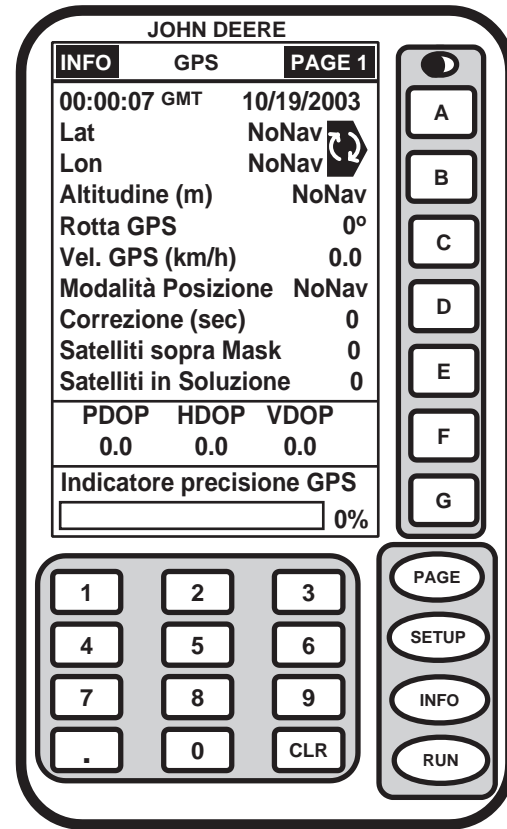 JOHN DEERE
INFO GPS PAGE 1
00:00:07 GMT 10/19/2003
Lat NoNav
Lon NoNav
Altitudine (m) NoNav
Rotta GPS 0º
Vel. GPS (km/h) 0.0
Modalità Posizione NoNav
Correzione (sec) 0
Satelliti sopra Mask 0
Satelliti in Soluzione 0
PDOP HDOP VDOP
0.0 0.0 0.0
Indicatore precisione GPS
0%
A
B
C
D
E
F
G
1 2 3
4 5 6
7 8 9
. 0 CLR
PAGE
SETUP
INFO
RUN